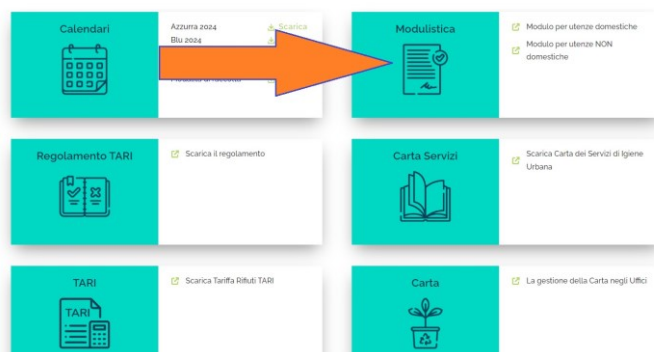 Calendari
Azzurra 2024
Scarica
Blu 2024
Modulistica
Modulo per utenze domestiche
Modulo per utenze NON
domestiche
Regolamento TARI
Scarica il regolamento
Carta Servizi
Scarica Carta dei Servizi di Igiene
Urbana
TARI
TARI
Scarica Tariffa Rifiuti TARI
Carta
La gestione della Carta negli Uffici